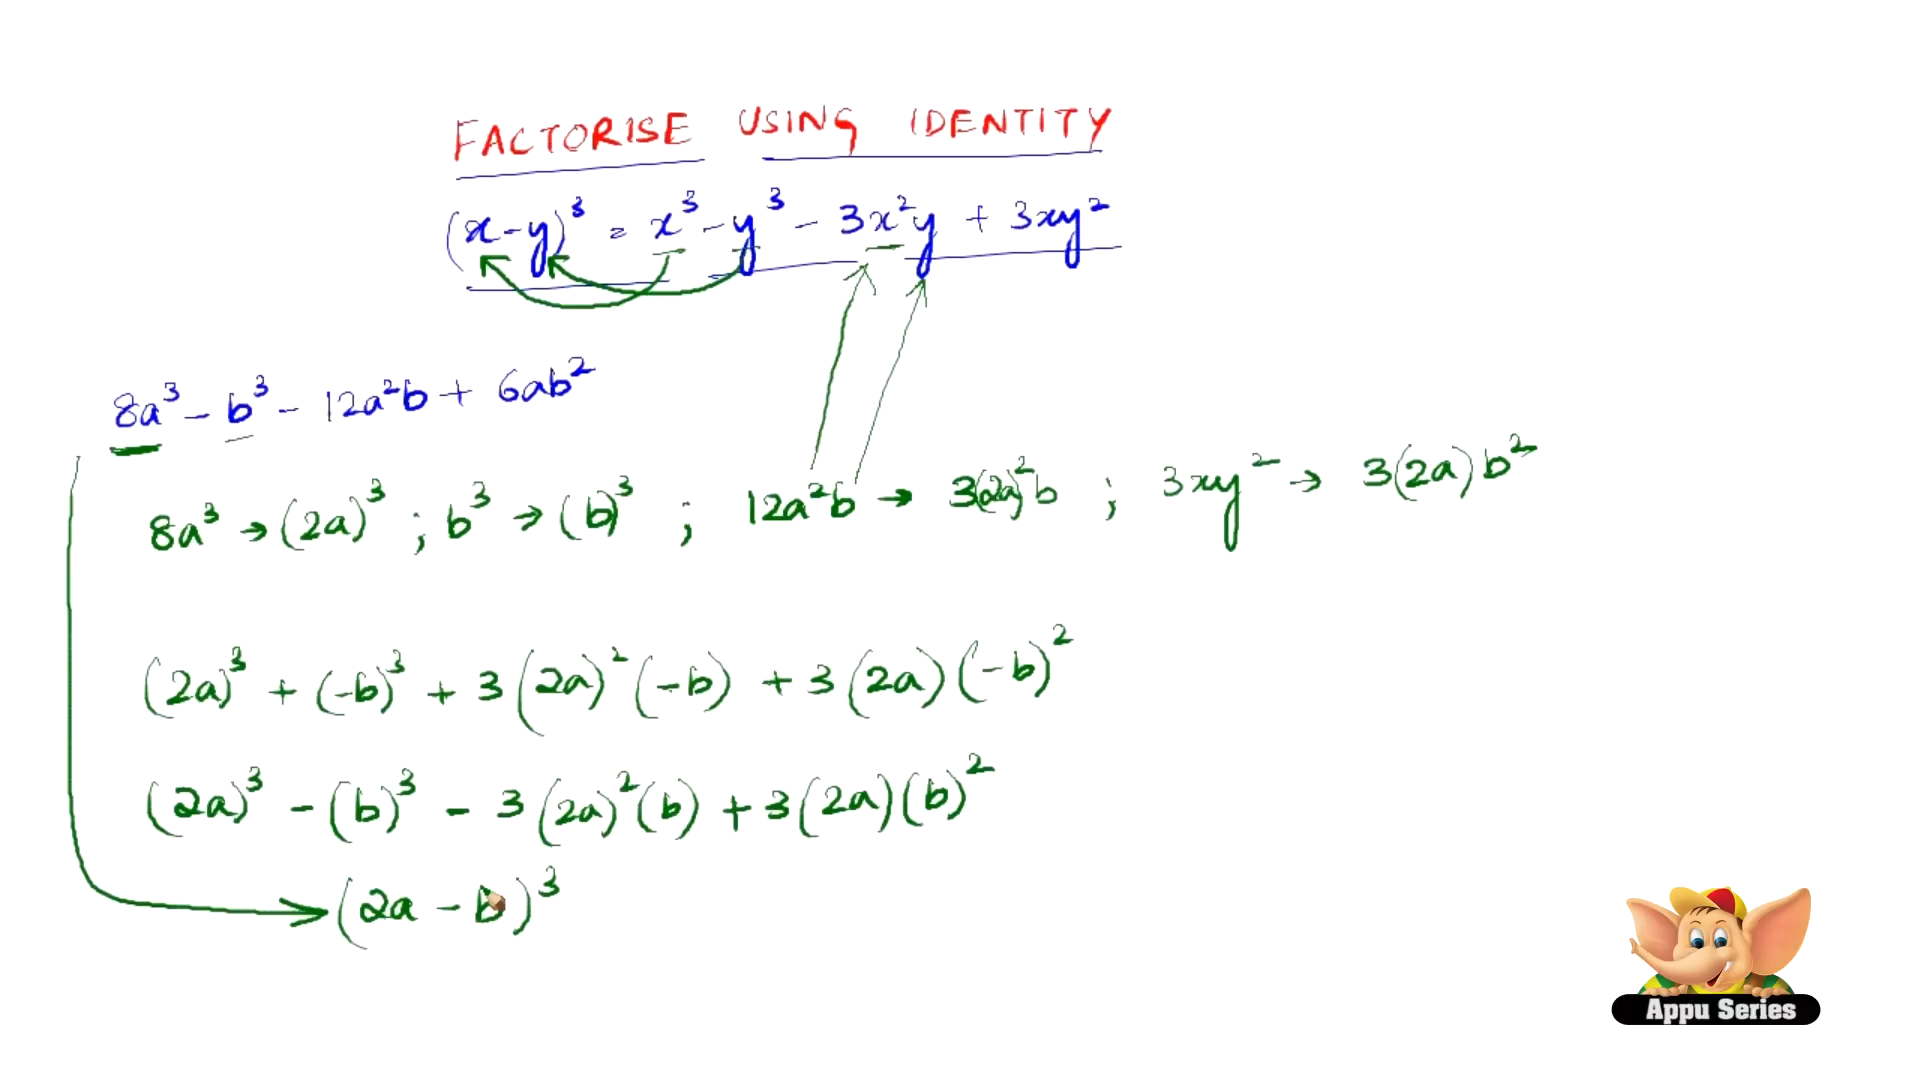 FACTORISE USING IDENTITY
(x-y)³ = x³ - y³ - 3x²y + 3xy²
8a³ - b³ - 12a²b + 6ab²
8a³ → (2a)³ ; b³ → (b)³ ; 12a²b → 3(2a)²b ; 3xy² → 3(2a)b²
(2a)³ + (-b)³ + 3(2a)²(-b) + 3(2a)(-b)²
(2a)³ - (b)³ - 3(2a)²(b) + 3(2a)(b)²
(2a - b)³
Appu Series